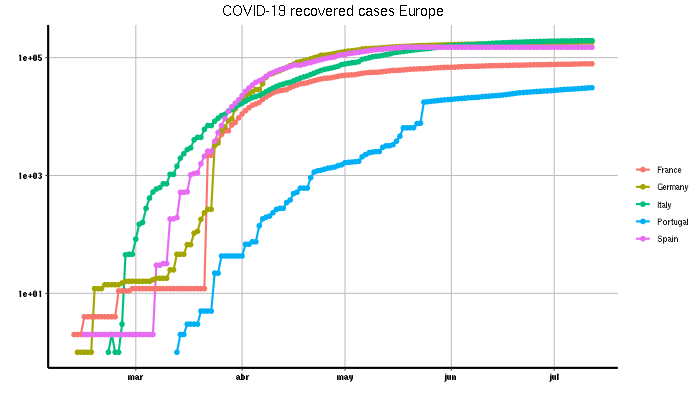 COVID-19 recovered cases Europe
1e+05
1e+03
1e+01
mar abr may jun jul
France
Germany
Italy
Portugal
Spain